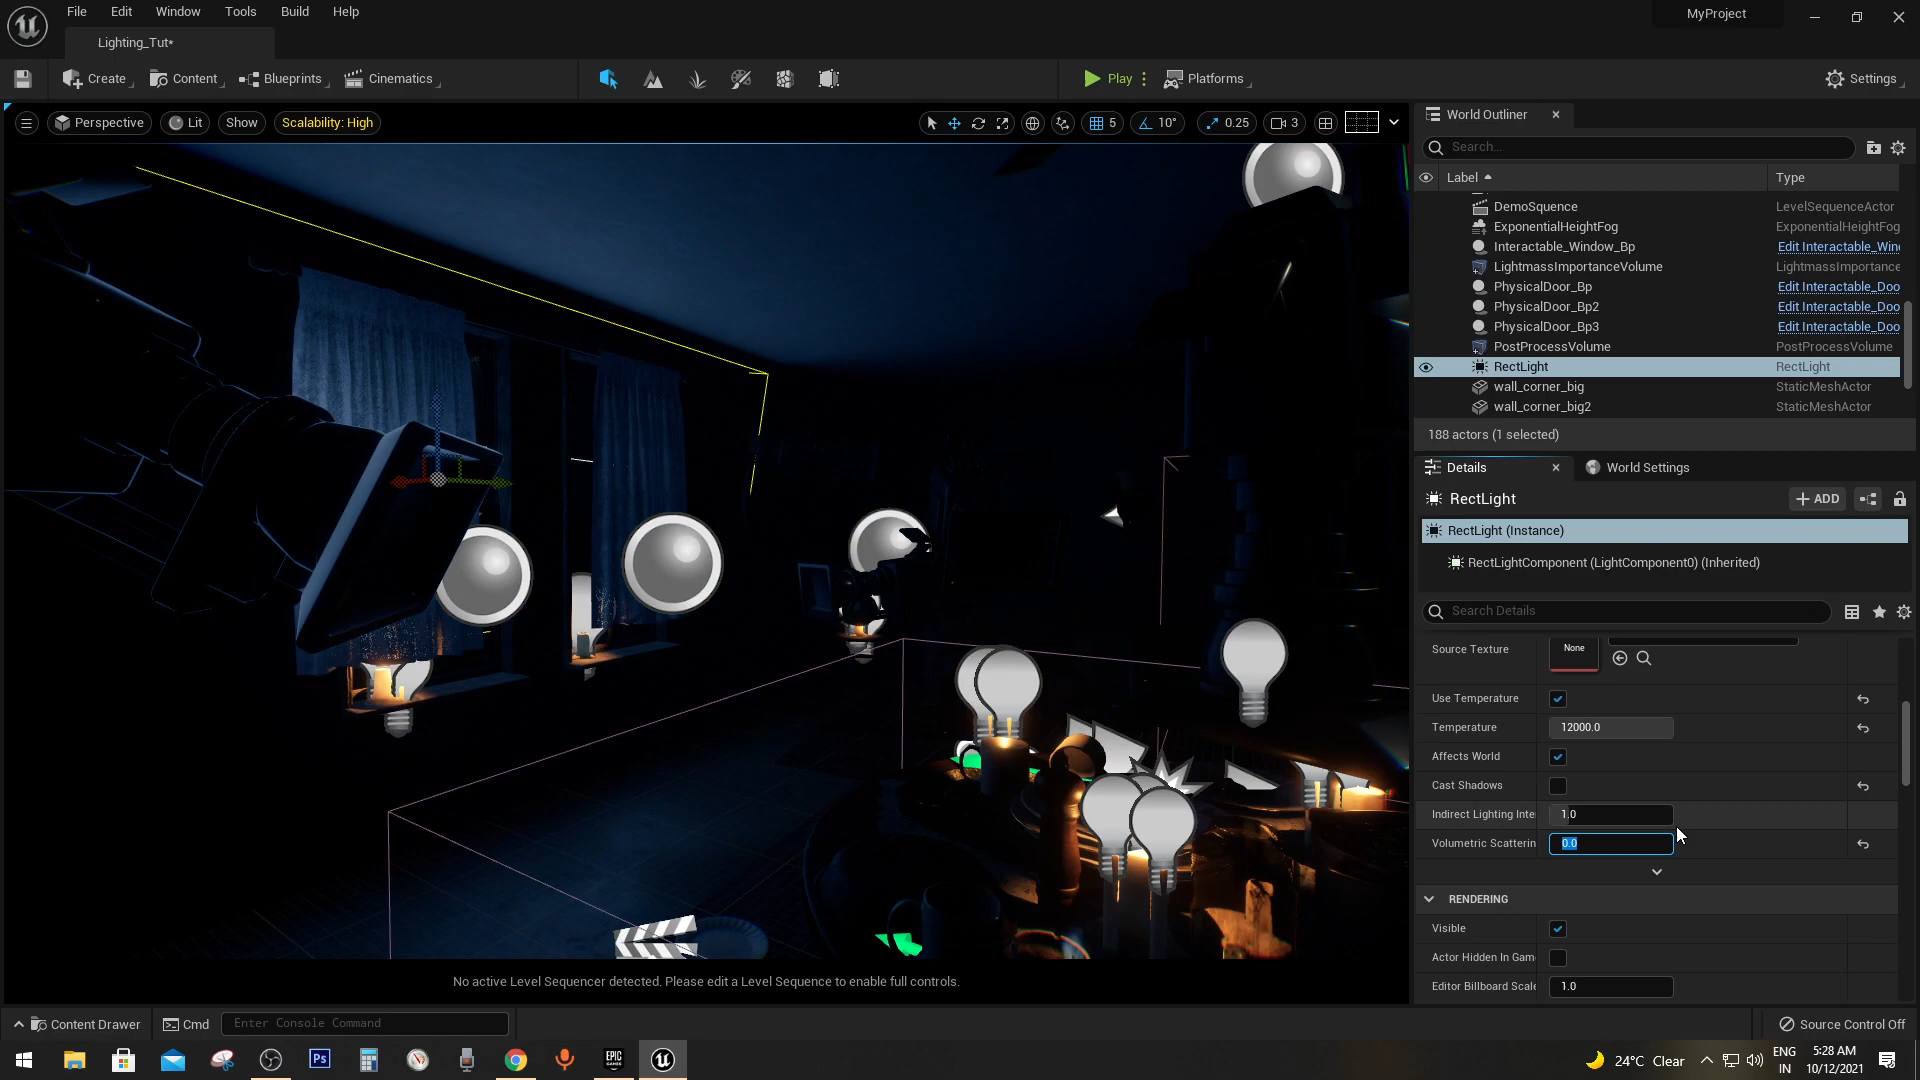 File Edit Window Tools Build Help
MyProject
Lighting_Tut*
Create Content Blueprints Cinematics Play Platforms Settings
Perspective Lit Show Scalability: High 5 10° 0.25 3
World Outliner
Search...
Label Type
DemoSquence LevelSequenceActor
ExponentialHeightFog ExponentialHeightFog
Interactable_Window_Bp Edit Interactable_Win
LightmassImportanceVolume LightmassImportance
PhysicalDoor_Bp Edit Interactable_Doo
PhysicalDoor_Bp2 Edit Interactable_Doo
PhysicalDoor_Bp3 Edit Interactable_Doo
PostProcessVolume PostProcessVolume
RectLight RectLight
wall_corner_big StaticMeshActor
wall_corner_big2 StaticMeshActor
188 actors (1 selected)
Details World Settings
RectLight ADD
RectLight (Instance)
RectLightComponent (LightComponent0) (Inherited)
Search Details
Source Texture None
Use Temperature
Temperature 12000.0
Affects World
Cast Shadows
Indirect Lighting Inte 1.0
Volumetric Scatterin 0.0
RENDERING
Visible
Actor Hidden In Gam
Editor Billboard Scale 1.0
No active Level Sequencer detected. Please edit a Level Sequence to enable full controls.
Content Drawer Cmd Enter Console Command Source Control Off
Ps EPIC GAMES 24°C Clear ENG IN 5:28 AM 10/12/2021